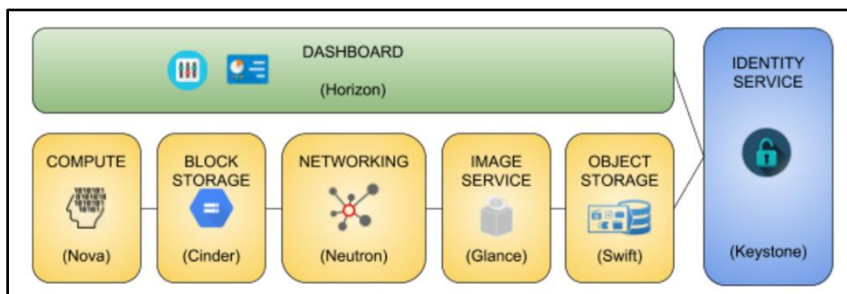 DASHBOARD
(Horizon)
IDENTITY
SERVICE
(Keystone)
COMPUTE
(Nova)
BLOCK
STORAGE
(Cinder)
NETWORKING
(Neutron)
IMAGE
SERVICE
(Glance)
OBJECT
STORAGE
(Swift)